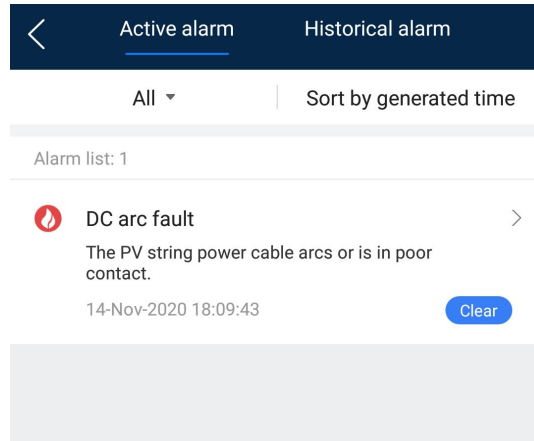 Active alarm Historical alarm
All Sort by generated time
Alarm list: 1
DC arc fault
The PV string power cable arcs or is in poor
contact.
14-Nov-2020 18:09:43 Clear